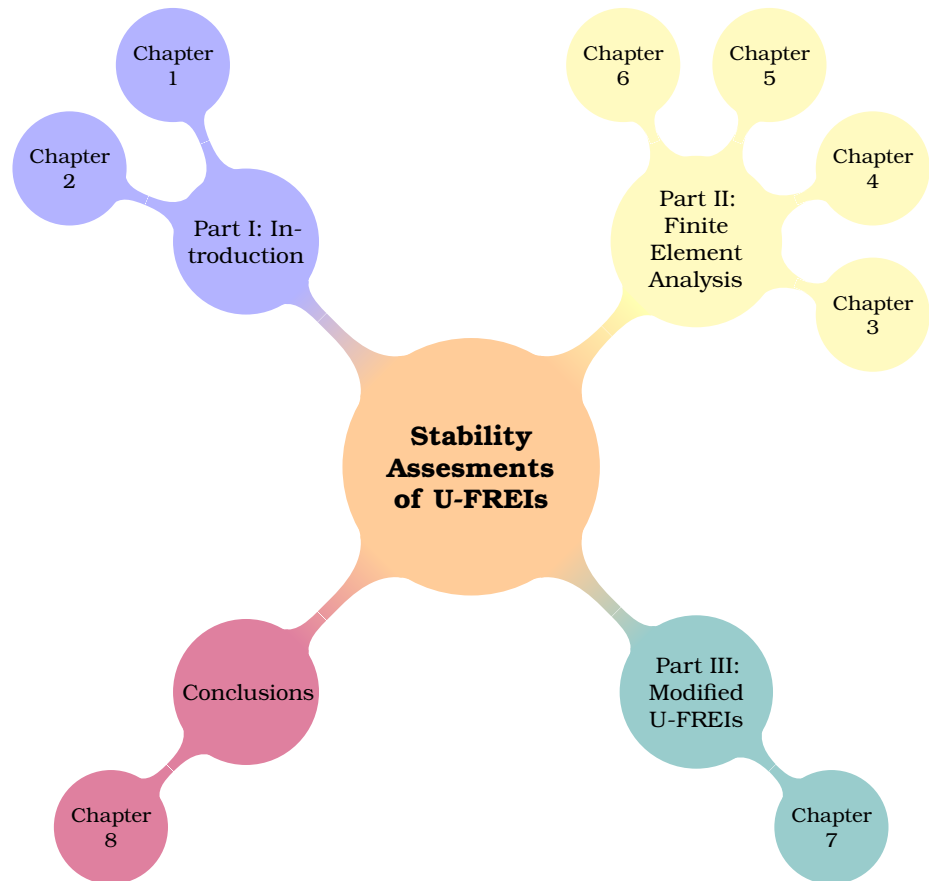 Chapter
1
Chapter
2
Part I: In-
troduction
Chapter
6
Chapter
5
Chapter
4
Chapter
3
Part II:
Finite
Element
Analysis
Stability
Assesments
of U-FREIs
Conclusions
Chapter
8
Part III:
Modified
U-FREIs
Chapter
7